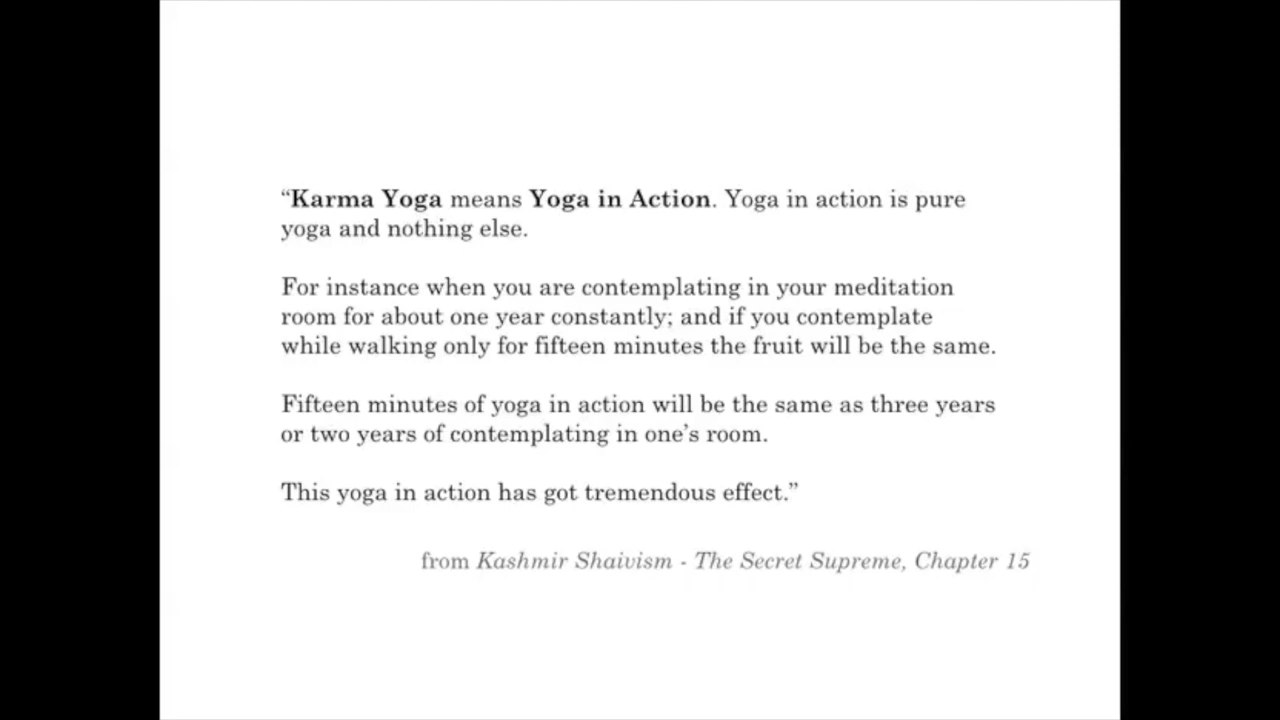 “Karma Yoga means Yoga in Action. Yoga in action is pure
yoga and nothing else.
For instance when you are contemplating in your meditation
room for about one year constantly; and if you contemplate
while walking only for fifteen minutes the fruit will be the same.
Fifteen minutes of yoga in action will be the same as three years
or two years of contemplating in one’s room.
This yoga in action has got tremendous effect.”
from Kashmir Shaivism - The Secret Supreme, Chapter 15